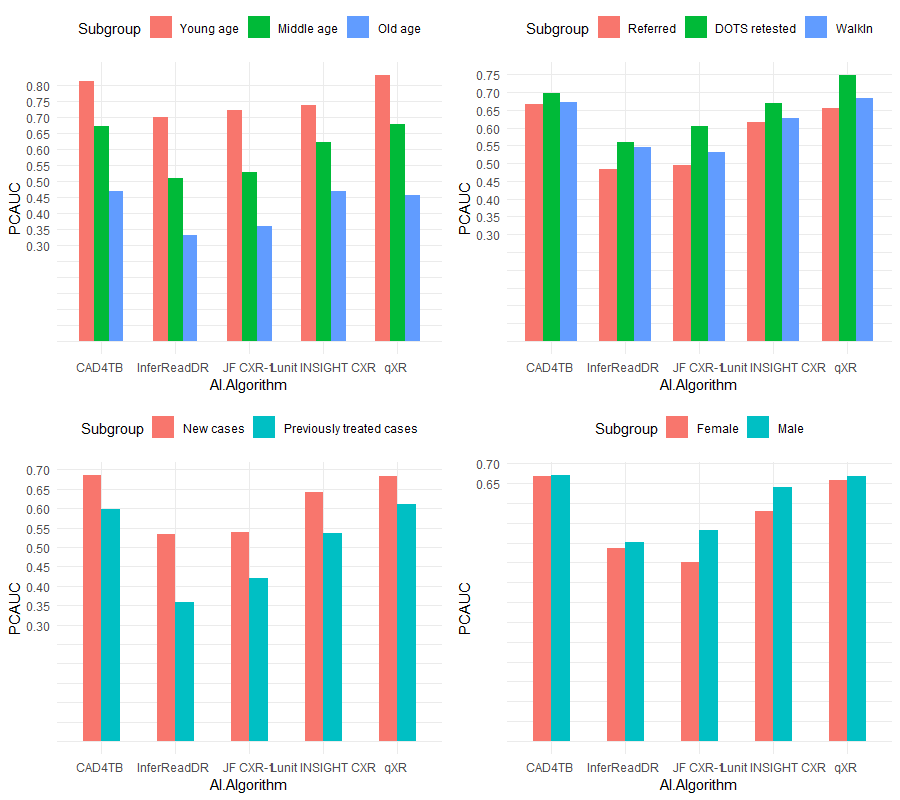 Subgroup Young age Middle age Old age
PCAUC
0.80
0.75
0.70
0.65
0.60
0.55
0.50
0.45
0.40
0.35
0.30
CAD4TB InferReadDR JF CXR-1 Lunit INSIGHT CXR qXR
AI.Algorithm
Subgroup Referred DOTS retested WalkIn
PCAUC
0.75
0.70
0.65
0.60
0.55
0.50
0.45
0.40
0.35
0.30
CAD4TB InferReadDR JF CXR-1 Lunit INSIGHT CXR qXR
AI.Algorithm
Subgroup New cases Previously treated cases
PCAUC
0.70
0.65
0.60
0.55
0.50
0.45
0.40
0.35
0.30
CAD4TB InferReadDR JF CXR-1 Lunit INSIGHT CXR qXR
AI.Algorithm
Subgroup Female Male
PCAUC
0.70
0.65
CAD4TB InferReadDR JF CXR-1 Lunit INSIGHT CXR qXR
AI.Algorithm